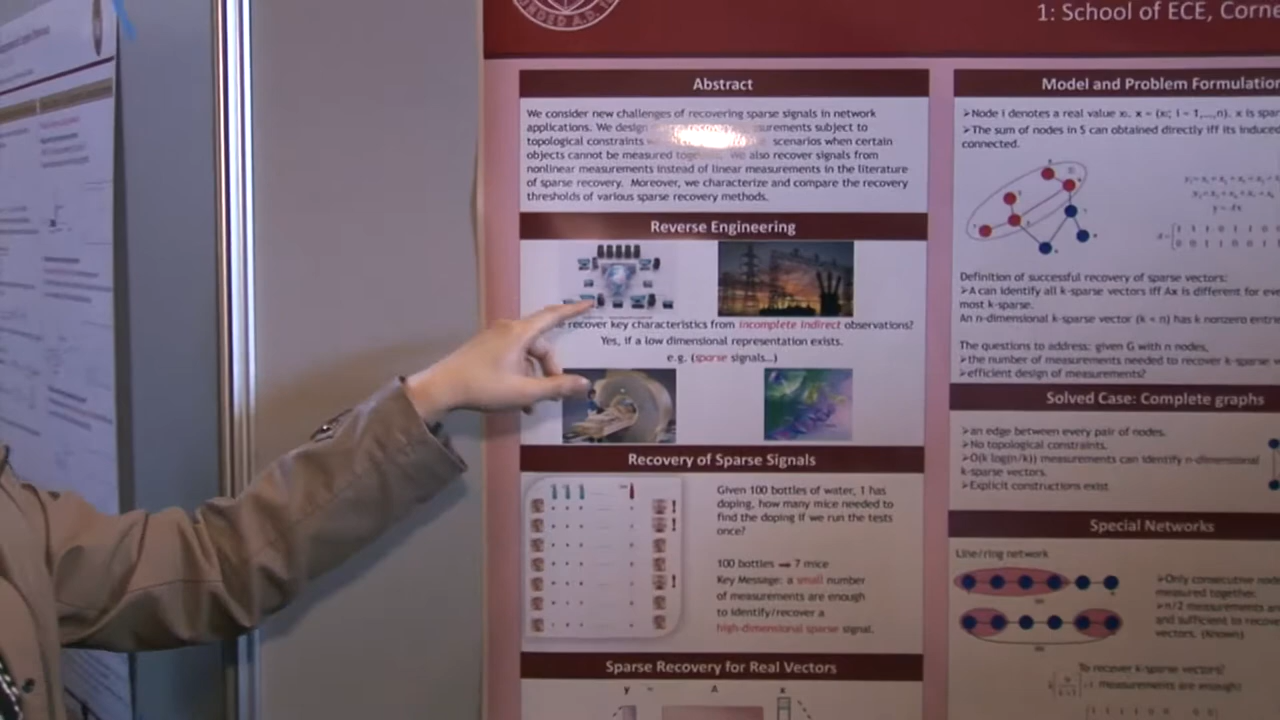 1: School of ECE, Corne
Abstract
We consider new challenges of recovering sparse signals in network
applications. We design surements subject to
topological constraints scenarios when certain
objects cannot be measured we also recover signals from
nonlinear measurements instead of linear measurements in the literature
of sparse recovery. Moreover, we characterize and compare the recovery
thresholds of various sparse recovery methods.
Reverse Engineering
recover key characteristics from incomplete indirect observations?
Yes, if a low dimensional representation exists.
e.g. (sparse signals...)
Recovery of Sparse Signals
Given 100 bottles of water, 1 has
doping, how many mice needed to
find the doping if we run the tests
once?
100 bottles ➡ 7 mice
Key Message: a small number
of measurements are enough
to identify/recover a
high-dimensional sparse signal.
Sparse Recovery for Real Vectors
y = A x
Model and Problem Formulation
➢Node i denotes a real value xᵢ. x = (xᵢ; i = 1,...,n). x is spar
➢The sum of nodes in S can obtained directly iff its induced
connected.
Definition of successful recovery of sparse vectors:
➢A can identify all k-sparse vectors iff Ax is different for eve
most k-sparse.
An n-dimensional k-sparse vector (k < n) has k nonzero entrie
The questions to address: given G with n nodes,
➢the number of measurements needed to recover k-sparse v
➢efficient design of measurements?
Solved Case: Complete graphs
➢an edge between every pair of nodes.
➢No topological constraints.
➢O(k log(n/k)) measurements can identify n-dimensional
k-sparse vectors.
➢Explicit constructions exist
Special Networks
Line/ring network
➢Only consecutive nod
measured together.
➢n/2 measurements ar
and sufficient to recove
vectors. (Known)
To recover k-sparse vectors?
measurements are enough!